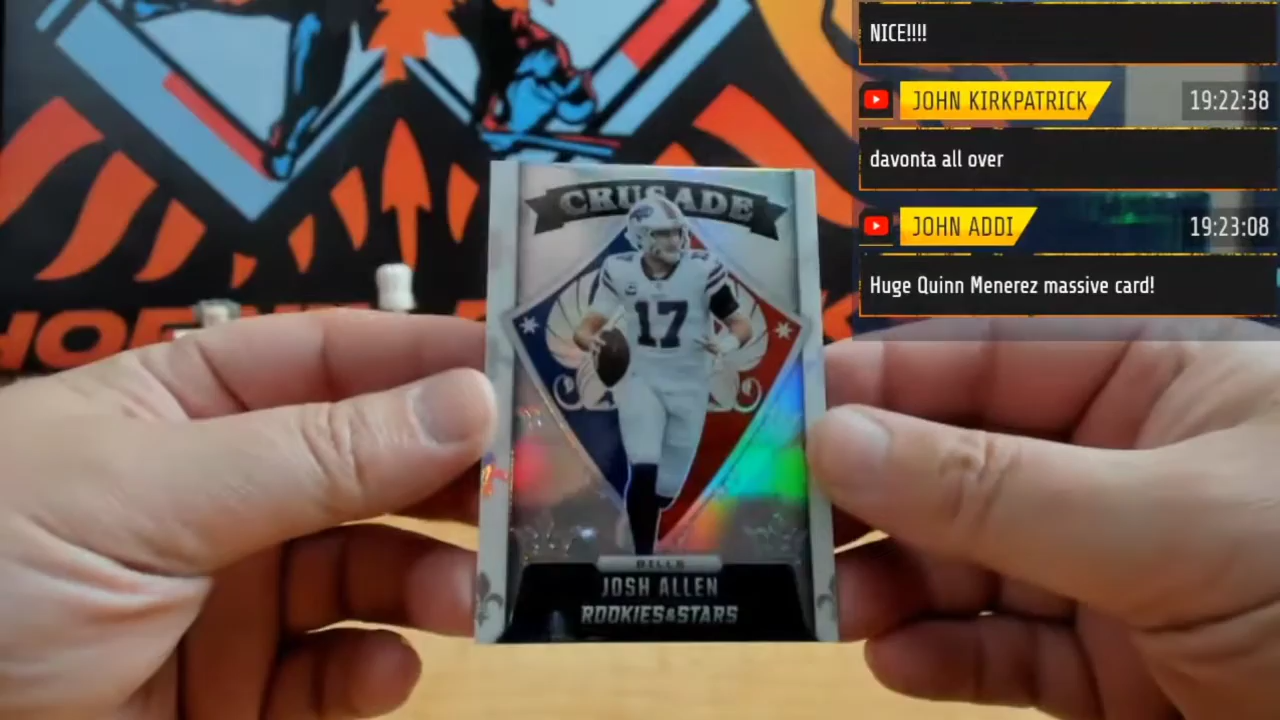 NICE!!!!
JOHN KIRKPATRICK 19:22:38
davonta all over
JOHN ADDI 19:23:08
Huge Quinn Menerez massive card!
CRUSADE
17
BILLS
JOSH ALLEN
ROOKIES&STARS